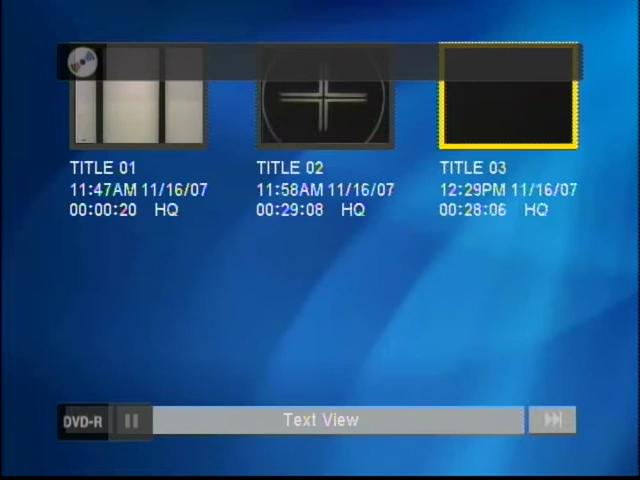 TITLE 01
11:47AM 11/16/07
00:00:20 HQ
TITLE 02
11:58AM 11/16/07
00:29:08 HQ
TITLE 03
12:29PM 11/16/07
00:28:06 HQ
DVD-R
Text View